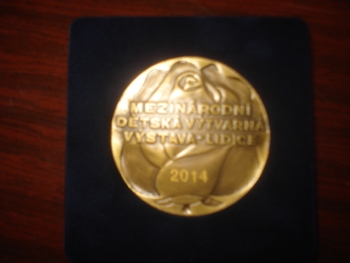 MEZINÁRODNÍ
DĚTSKÁ VÝTVARNÁ
VÝSTAVA • LIDICE
2014